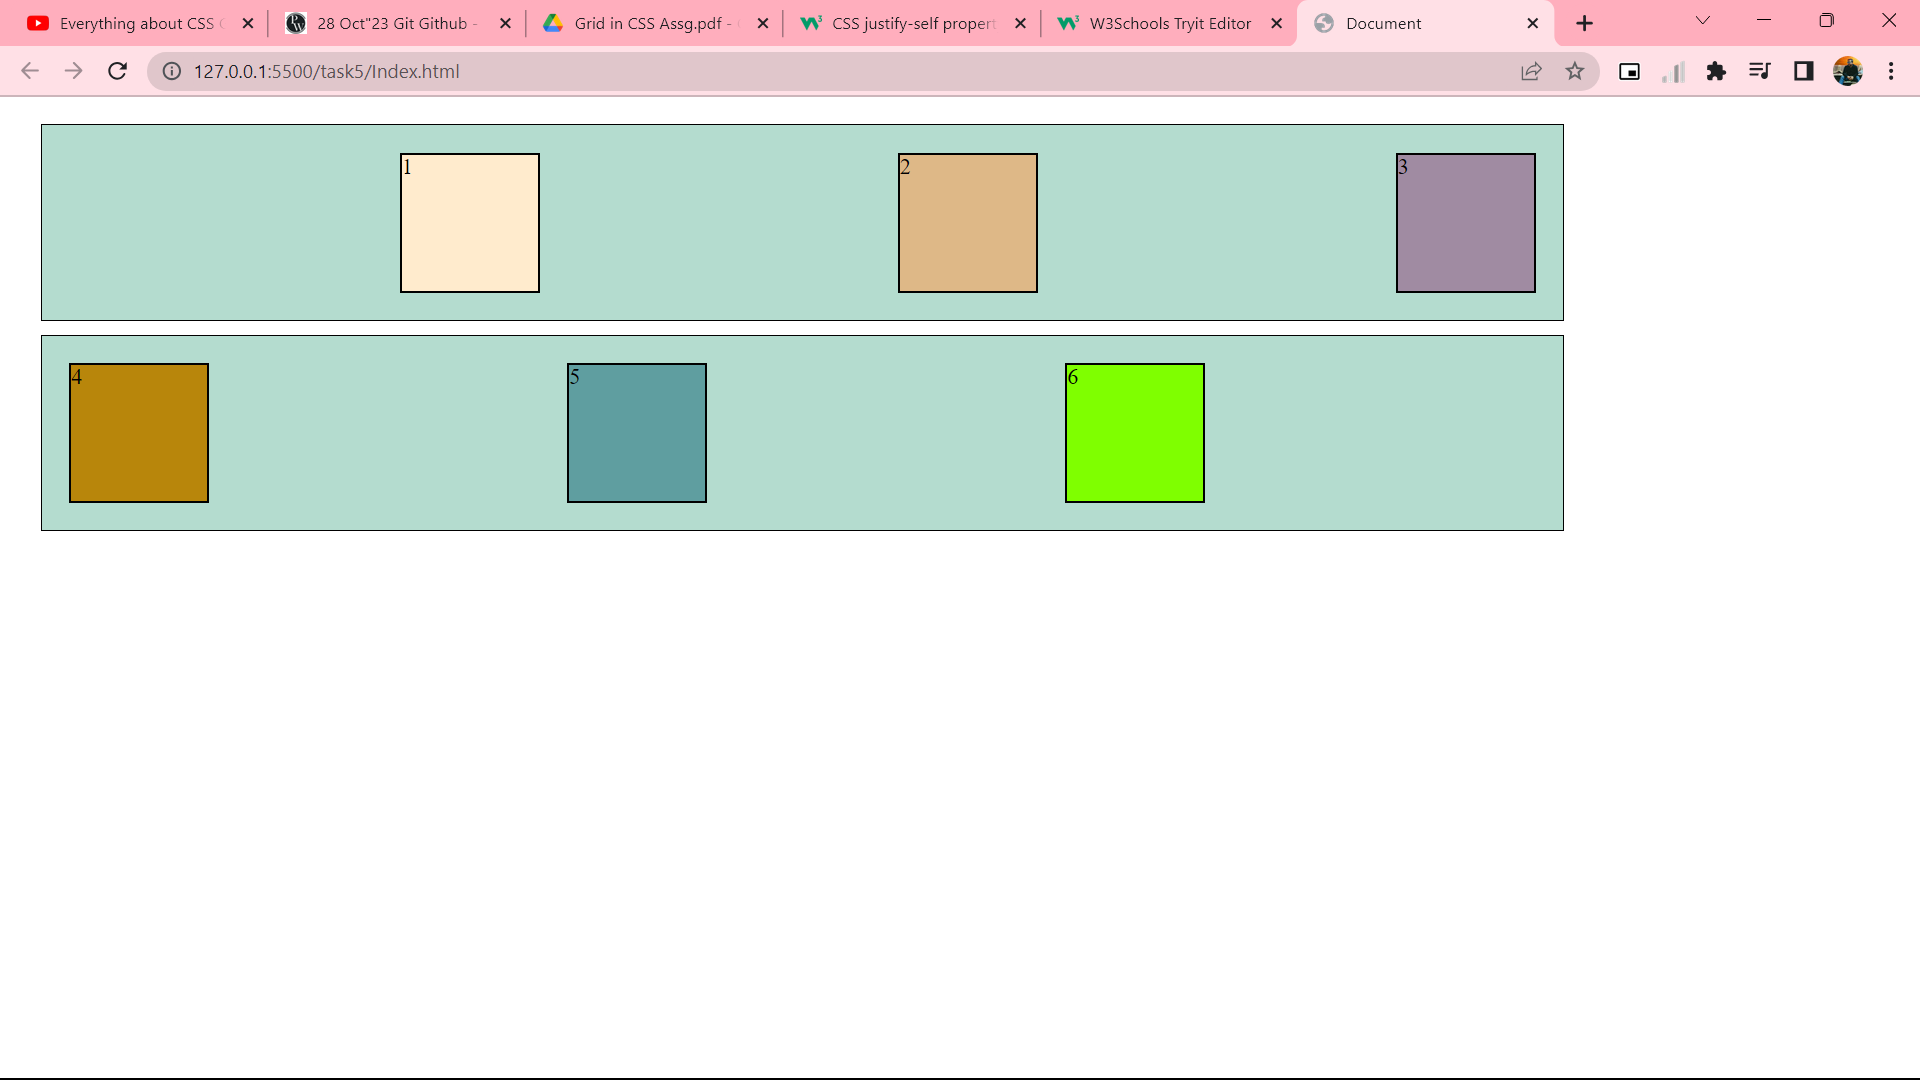 Everything about CSS
28 Oct"23 Git Github -
Grid in CSS Assg.pdf -
CSS justify-self propert
W3Schools Tryit Editor
Document
127.0.0.1:5500/task5/Index.html
1
2
3
4
5
6